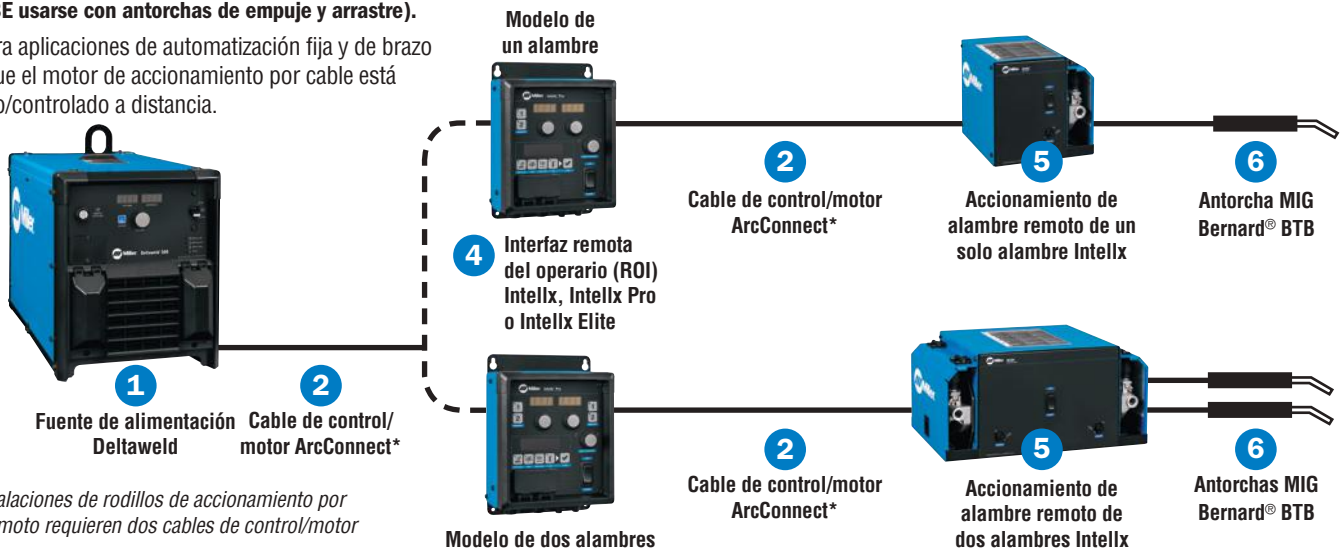 BE usarse con antorchas de empuje y arrastre).
ra aplicaciones de automatización fija y de brazo
ue el motor de accionamiento por cable está
o/controlado a distancia.
Modelo de
un alambre
Miller
Miller
Deltaweld
1
Fuente de alimentación
Deltaweld
2
Cable de control/
motor ArcConnect*
4
Interfaz remota
del operario (ROI)
Intellx, Intellx Pro
o Intellx Elite
2
Cable de control/motor
ArcConnect*
5
Accionamiento de
alambre remoto de un
solo alambre Intellx
6
Antorcha MIG
Bernard® BTB
Modelo de dos alambres
2
Cable de control/motor
ArcConnect*
5
Accionamiento de
alambre remoto de
dos alambres Intellx
6
Antorchas MIG
Bernard® BTB
alaciones de rodillos de accionamiento por
moto requieren dos cables de control/motor